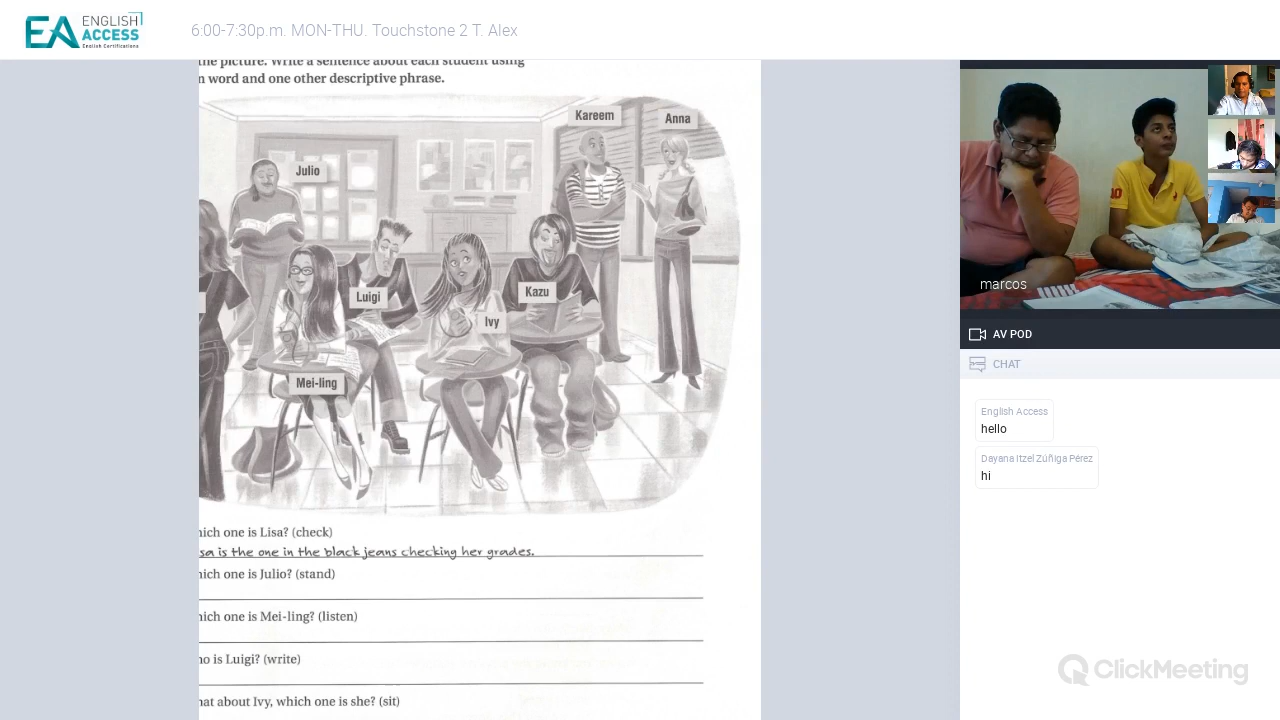 EA ENGLISH ACCESS
English Certifications
6:00-7:30p.m. MON-THU. Touchstone 2 T. Alex
the picture. Write a sentence about each student using
n word and one other descriptive phrase.
Kareem
Anna
Julio
Luigi
Kazu
Ivy
Mei-ling
hich one is Lisa? (check)
sa is the one in the black jeans checking her grades.
hich one is Julio? (stand)
hich one is Mei-ling? (listen)
ho is Luigi? (write)
hat about Ivy, which one is she? (sit)
marcos
AV POD
CHAT
English Access
hello
Dayana Itzel Zúñiga Pérez
hi
ClickMeeting